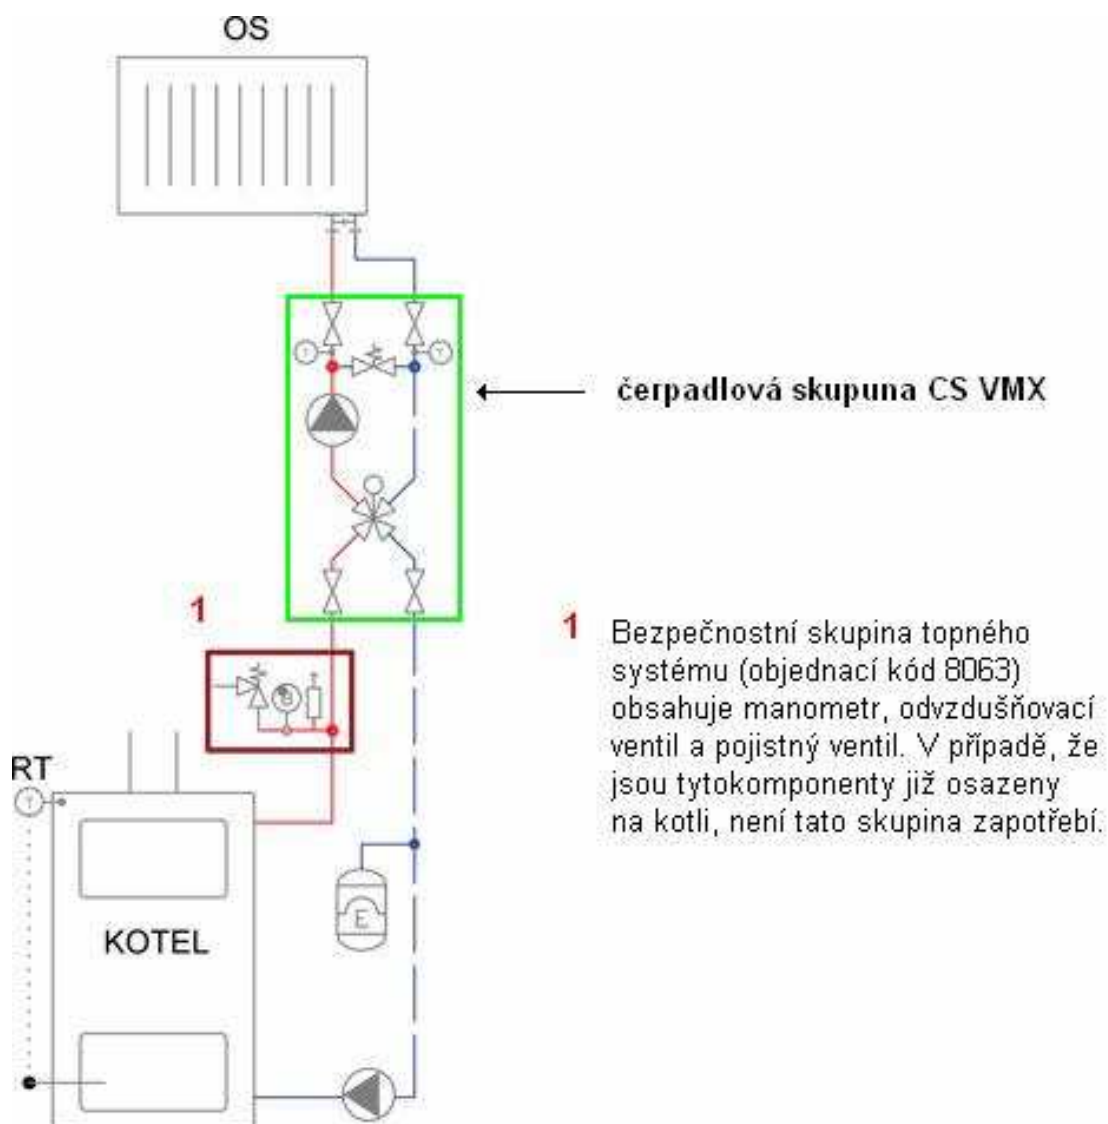 OS
T
T
čerpadlová skupuna CS VMX
1
1
Bezpečnostní skupina topného
systému (objednací kód 8063)
obsahuje manometr, odvzdušňovací
ventil a pojistný ventil. V případě, že
jsou tytokomponenty již osazeny
na kotli, není tato skupina zapotřebí.
RT
T
E
KOTEL